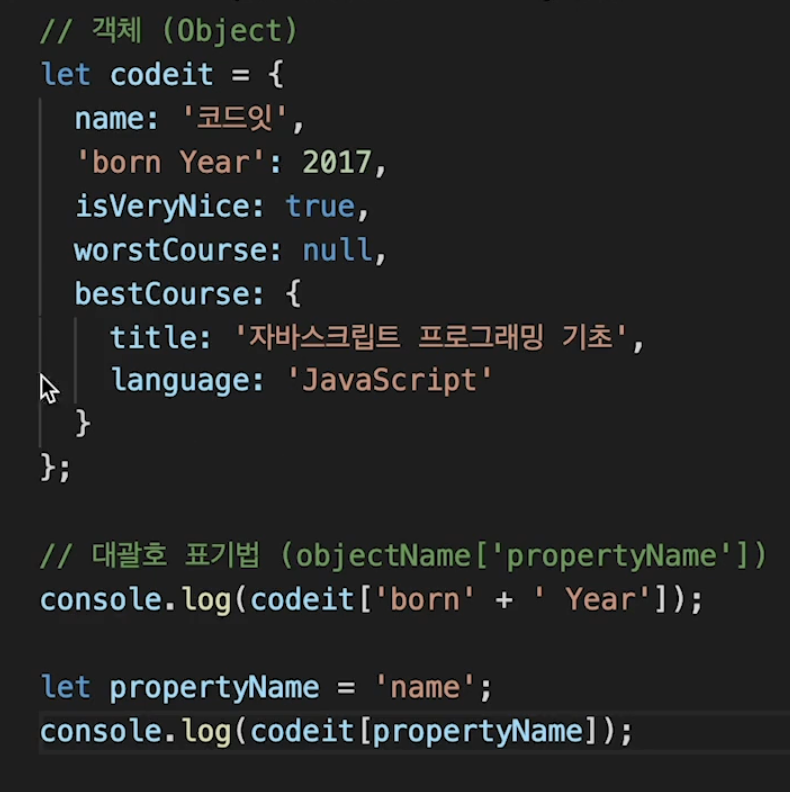 // 객체 (Object)
let codeit = {
  name: '코드잇',
  'born Year': 2017,
  isVeryNice: true,
  worstCourse: null,
  bestCourse: {
    title: '자바스크립트 프로그래밍 기초',
    language: 'JavaScript'
  }
};
// 대괄호 표기법 (objectName['propertyName'])
console.log(codeit['born' + ' Year']);
let propertyName = 'name';
console.log(codeit[propertyName]);